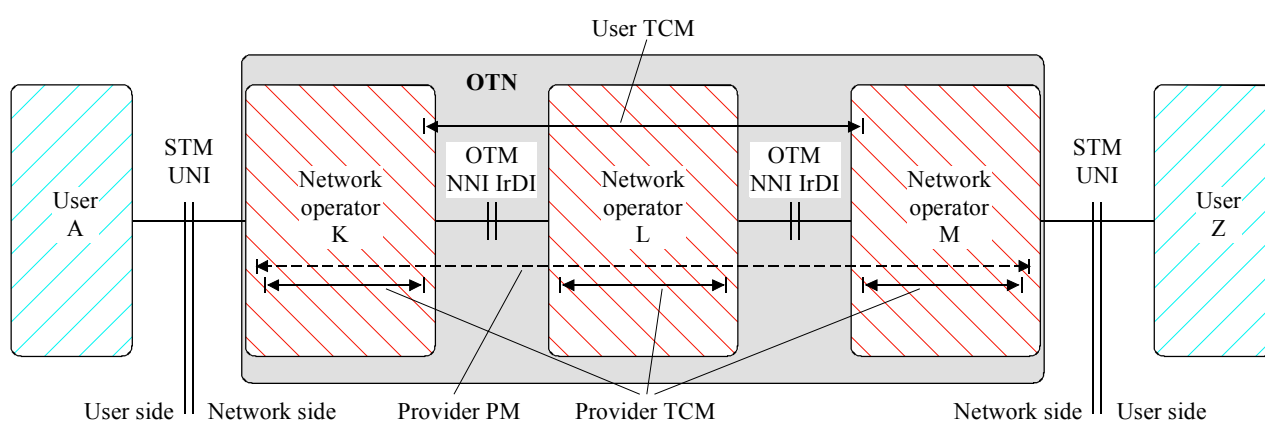 User TCM
OTN
STM
UNI
OTM
NNI IrDI
OTM
NNI IrDI
STM
UNI
User
A
Network
operator
K
Network
operator
L
Network
operator
M
User
Z
User side
Network side
Provider PM
Provider TCM
Network side
User side